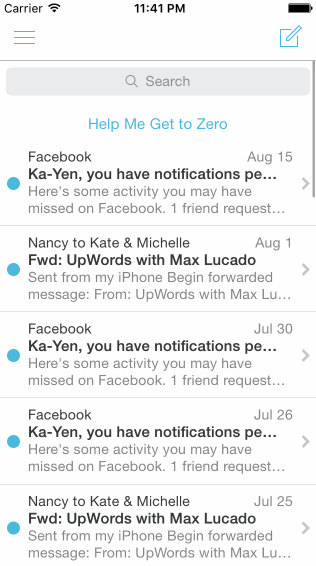 Carrier 11:41 PM
Search
Help Me Get to Zero
Facebook Aug 15
Ka-Yen, you have notifications pe...
Here's some activity you may have
missed on Facebook. 1 friend request...
Nancy to Kate & Michelle Aug 1
Fwd: UpWords with Max Lucado
Sent from my iPhone Begin forwarded
message: From: UpWords with Max Lu...
Facebook Jul 30
Ka-Yen, you have notifications pe...
Here's some activity you may have
missed on Facebook. 1 friend request...
Facebook Jul 26
Ka-Yen, you have notifications pe...
Here's some activity you may have
missed on Facebook. 1 friend request...
Nancy to Kate & Michelle Jul 25
Fwd: UpWords with Max Lucado
Sent from my iPhone Begin forwarded
message: From: UpWords with Max Lu...